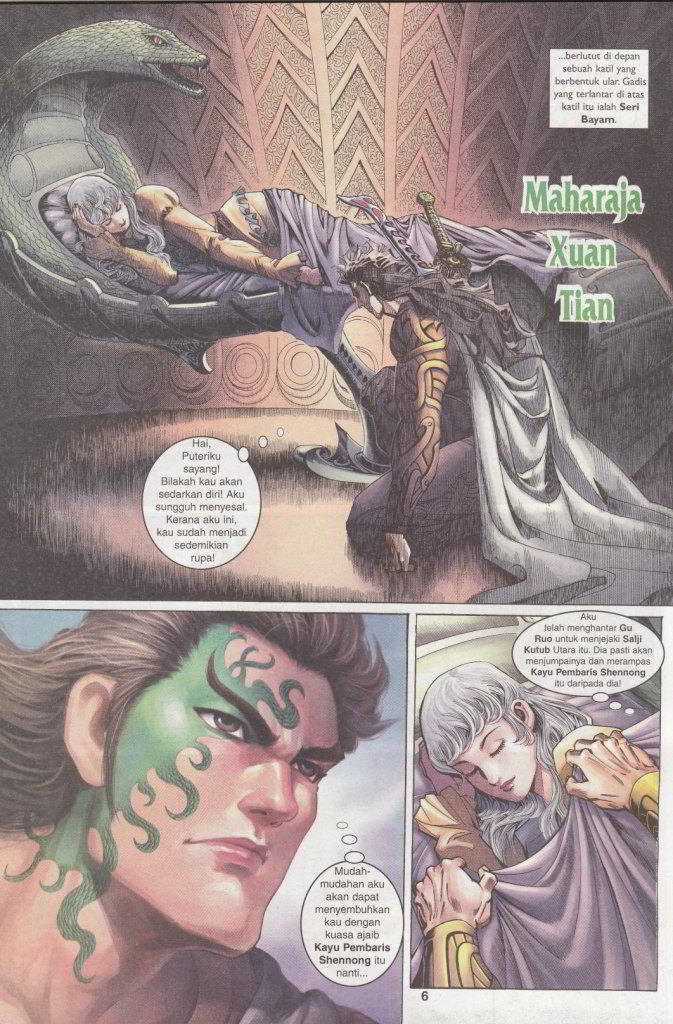 ...berlutut di depan
sebuah katil yang
berbentuk ular. Gadis
yang terlantar di atas
katil itu ialah Seri
Bayam.
Maharaja
Xuan
Tian
Hai,
Puteriku
sayang!
Bilakah kau akan
sedarkan diri! Aku
sungguh menyesal.
Kerana aku ini,
kau sudah menjadi
sedemikian
rupa!
Aku
telah menghantar Gu
Ruo untuk menjejaki Salji
Kutub Utara itu. Dia pasti akan
menjumpainya dan merampas
Kayu Pembaris Shennong
itu daripada dia!
Mudah-
mudahan aku
akan dapat
menyembuhkan
kau dengan
kuasa ajaib
Kayu Pembaris
Shennong itu
nanti...
6